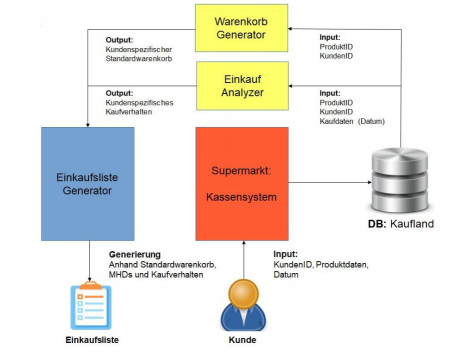 Warenkorb
Generator
Output:
Kundenspezifischer
Standardwarenkorb
Input:
ProduktID
KundenID
Einkauf
Analyzer
Output:
Kundenspezifisches
Kaufverhalten
Input:
ProduktID
KundenID
Kaufdaten (Datum)
Einkaufsliste
Generator
Supermarkt:
Kassensystem
DB: Kaufland
Generierung
Anhand Standardwarenkorb,
MHDs und Kaufverhalten
Input:
KundenID, Produktdaten,
Datum
Einkaufsliste
Kunde